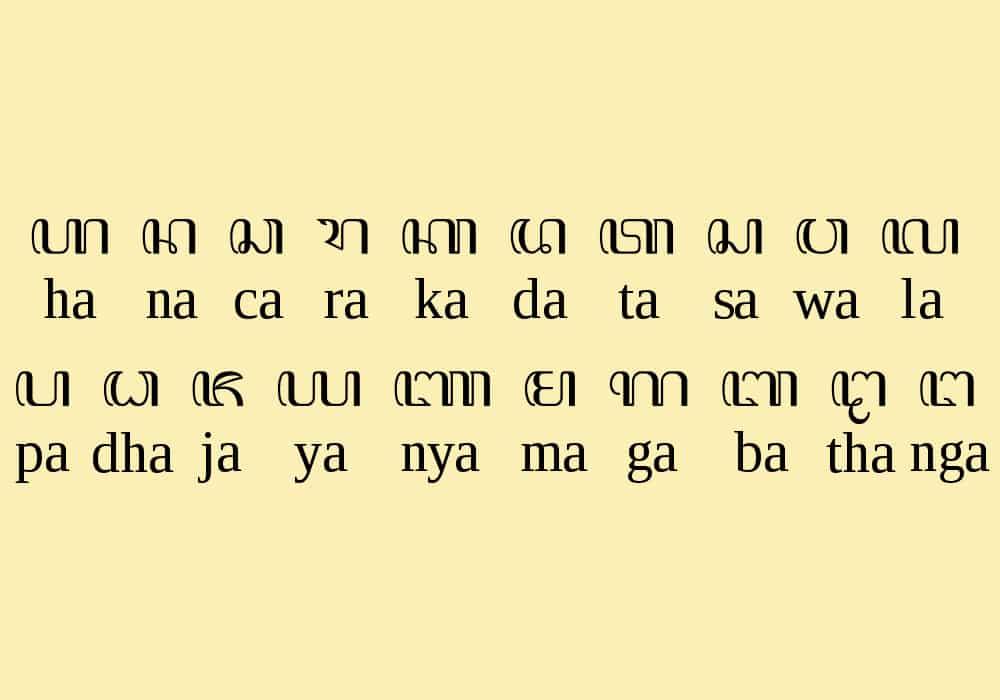 ꦲ ꦤ ꦕ ꦫ ꦏ ꦢ ꦠ ꦱ ꦮ ꦭ
ha na ca ra ka da ta sa wa la
ꦥ ꦝ ꦗ ꦪ ꦚ ꦩ ꦒ ꦧ ꦛ ꦔ
pa dha ja ya nya ma ga ba tha nga